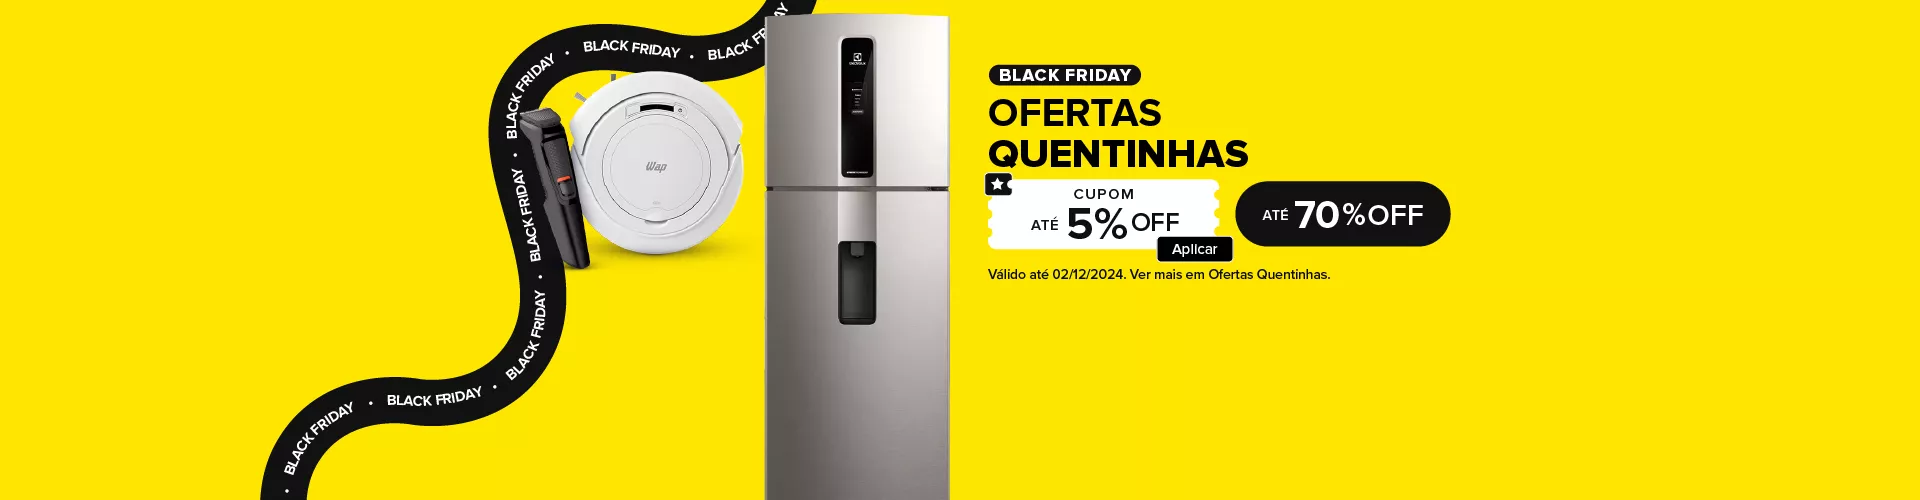 BLACK FRIDAY
OFERTAS
QUENTINHAS
CUPOM
ATÉ 5% OFF
Aplicar
ATÉ 70% OFF
Válido até 02/12/2024. Ver mais em Ofertas Quentinhas.
BLACK FRIDAY • BLACK FRIDAY • BLACK FRIDAY • BLACK FRIDAY • BLACK FRIDAY • BLACK FRIDAY • BLACK FRIDAY • BLACK FRIDAY
Wap
Electrolux